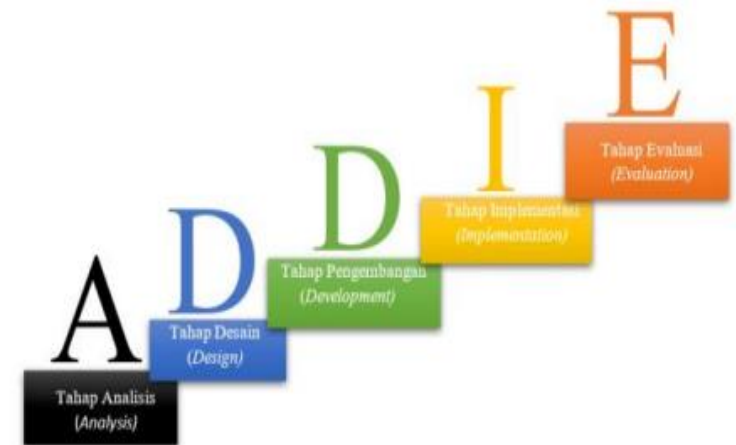 A
Tahap Analisis
(Analysis)
D
Tahap Desain
(Design)
D
Tahap Pengembangan
(Development)
I
Tahap Implementasi
(Implementation)
E
Tahap Evaluasi
(Evaluation)